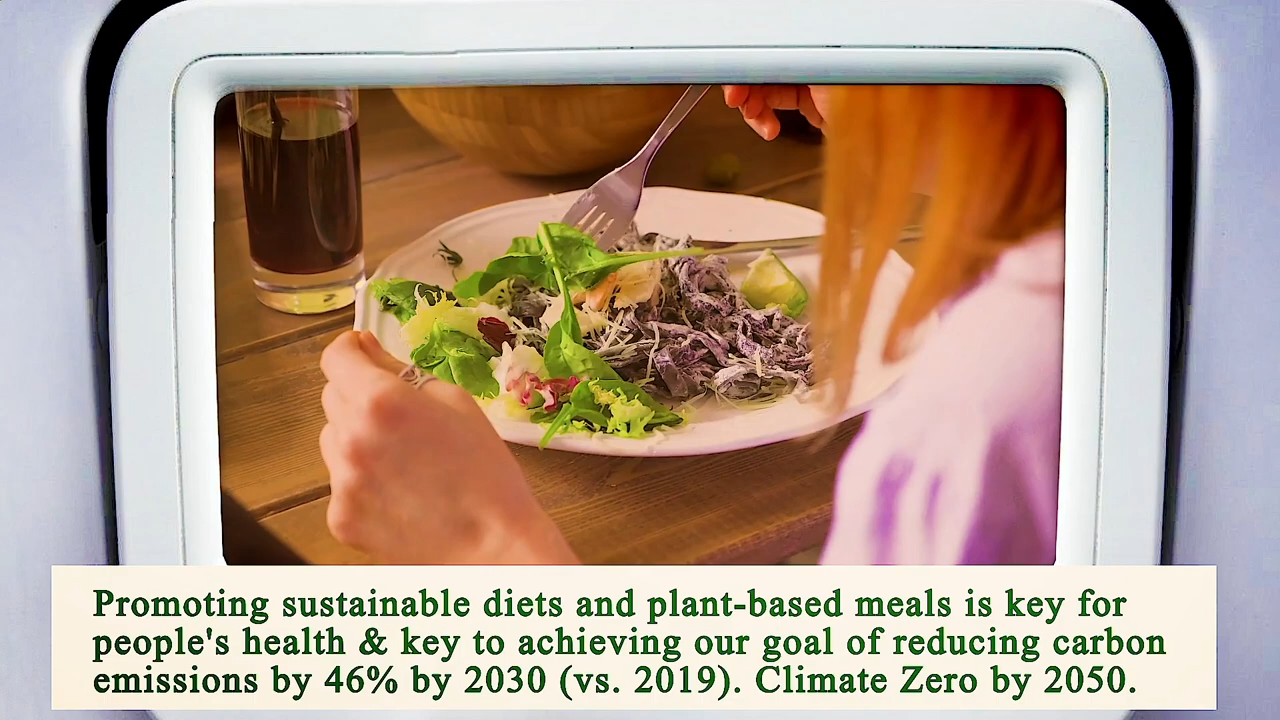 Promoting sustainable diets and plant-based meals is key for
people's health & key to achieving our goal of reducing carbon
emissions by 46% by 2030 (vs. 2019). Climate Zero by 2050.